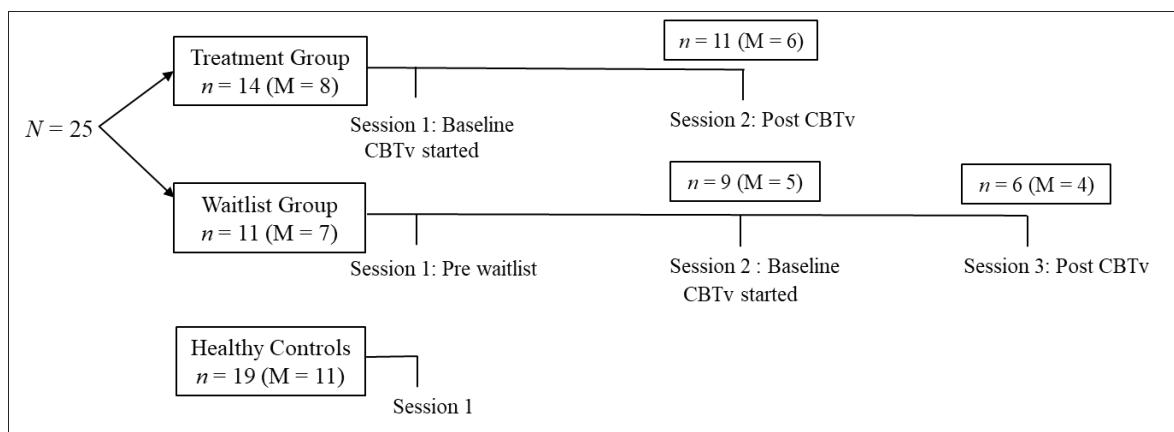 N = 25
Treatment Group
n = 14 (M = 8)
Session 1: Baseline
CBTv started
n = 11 (M = 6)
Session 2: Post CBTv
Waitlist Group
n = 11 (M = 7)
Session 1: Pre waitlist
n = 9 (M = 5)
Session 2 : Baseline
CBTv started
n = 6 (M = 4)
Session 3: Post CBTv
Healthy Controls
n = 19 (M = 11)
Session 1